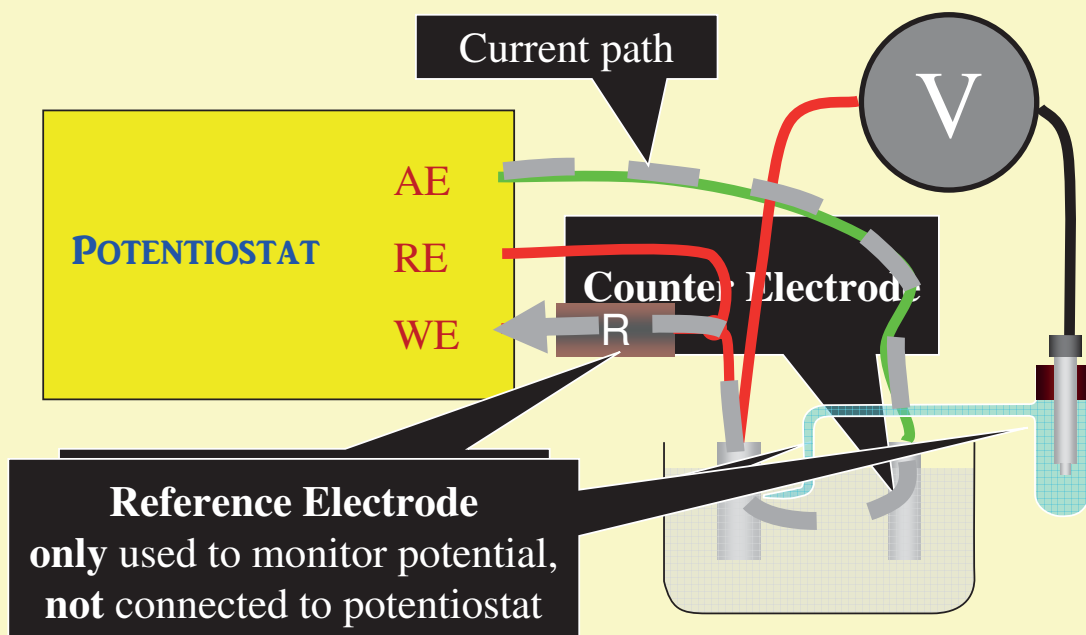 Current path
V
AE
POTENTIOSTAT
RE
Counter Electrode
WE
R
Reference Electrode
only used to monitor potential,
not connected to potentiostat